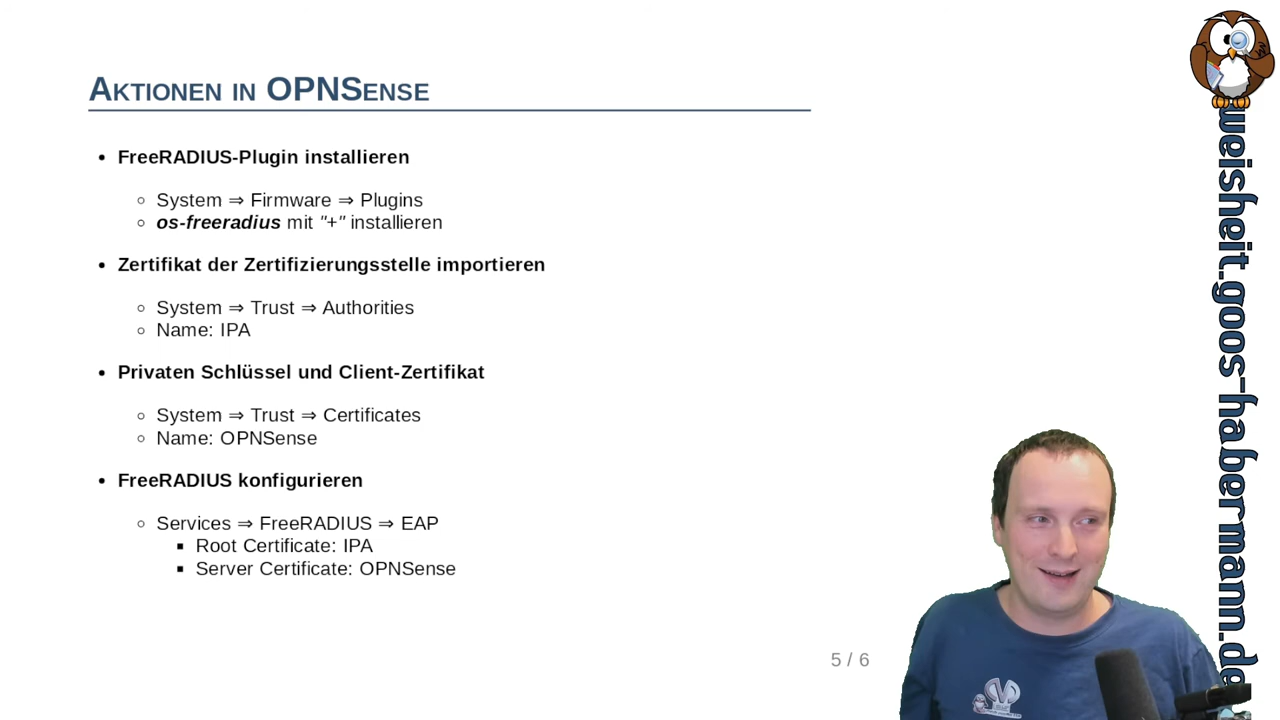 Aktionen in OPNSense
• FreeRADIUS-Plugin installieren
◦ System ⇒ Firmware ⇒ Plugins
◦ os-freeradius mit "+" installieren
• Zertifikat der Zertifizierungsstelle importieren
◦ System ⇒ Trust ⇒ Authorities
◦ Name: IPA
• Privaten Schlüssel und Client-Zertifikat
◦ System ⇒ Trust ⇒ Certificates
◦ Name: OPNSense
• FreeRADIUS konfigurieren
◦ Services ⇒ FreeRADIUS ⇒ EAP
▪ Root Certificate: IPA
▪ Server Certificate: OPNSense
5 / 6
weisheit.goos-habermann.de